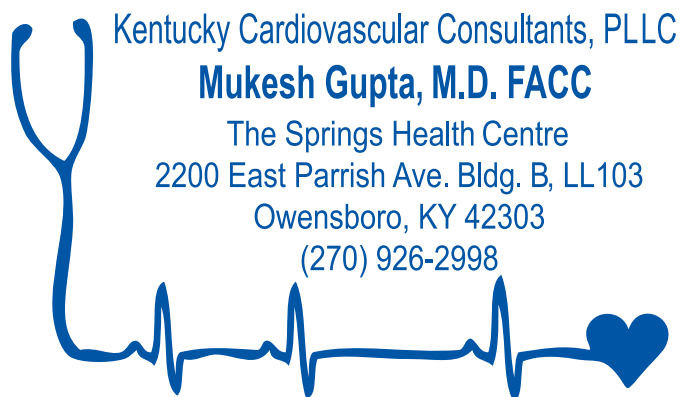 Kentucky Cardiovascular Consultants, PLLC
Mukesh Gupta, M.D. FACC
The Springs Health Centre
2200 East Parrish Ave. Bldg. B, LL103
Owensboro, KY 42303
(270) 926-2998